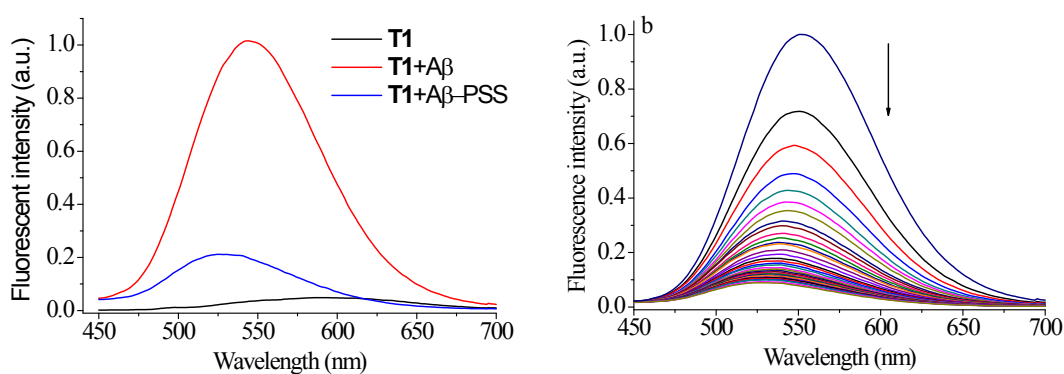 Fluorescent intensity (a.u.)
1.0
0.8
0.6
0.4
0.2
0.0
T1
T1+Aβ
T1+Aβ–PSS
450 500 550 600 650 700
Wavelength (nm)
b
Fluorescence intensity (a.u.)
1.0
0.8
0.6
0.4
0.2
0.0
450 500 550 600 650 700
Wavelength (nm)